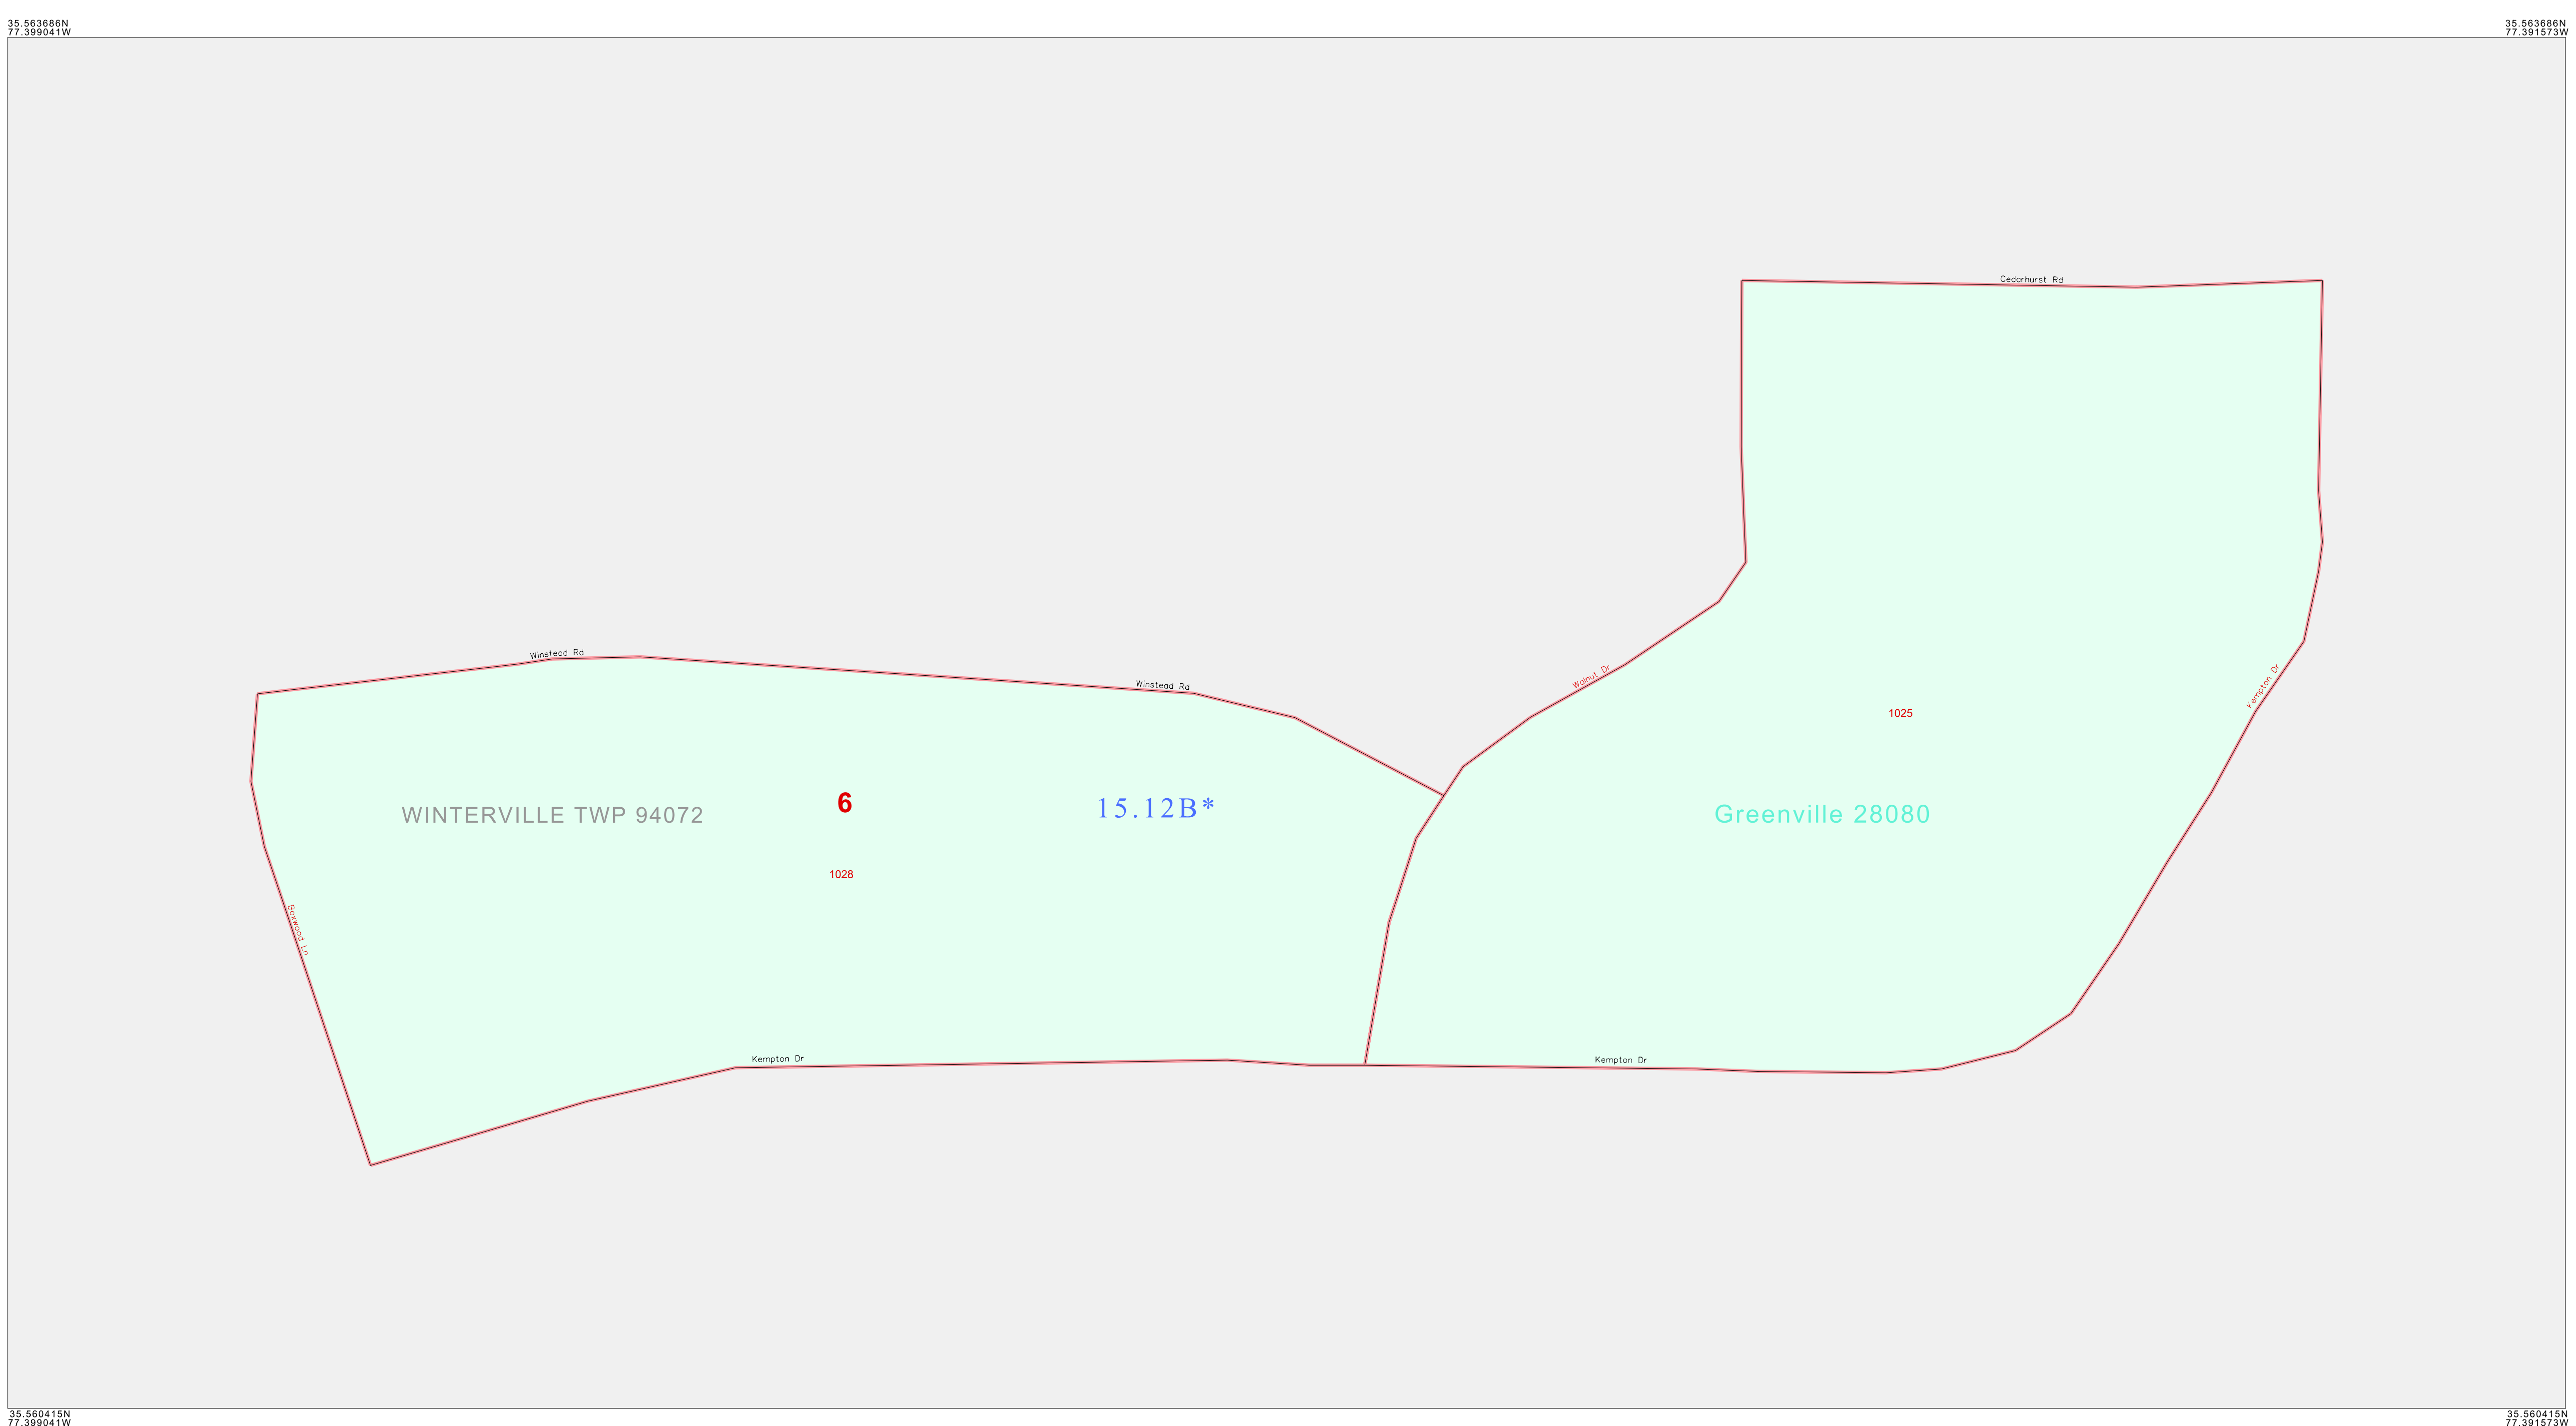 35.563686N
77.399041W
35.563686N
77.391573W
Cedarhurst Rd
Winstead Rd
Winstead Rd
Walnut Dr
Kempton Dr
1025
6
15.12B*
WINTERVILLE TWP 94072
Greenville 28080
1028
Boxwood Ln
Kempton Dr
Kempton Dr
35.560415N
77.399041W
35.560415N
77.391573W